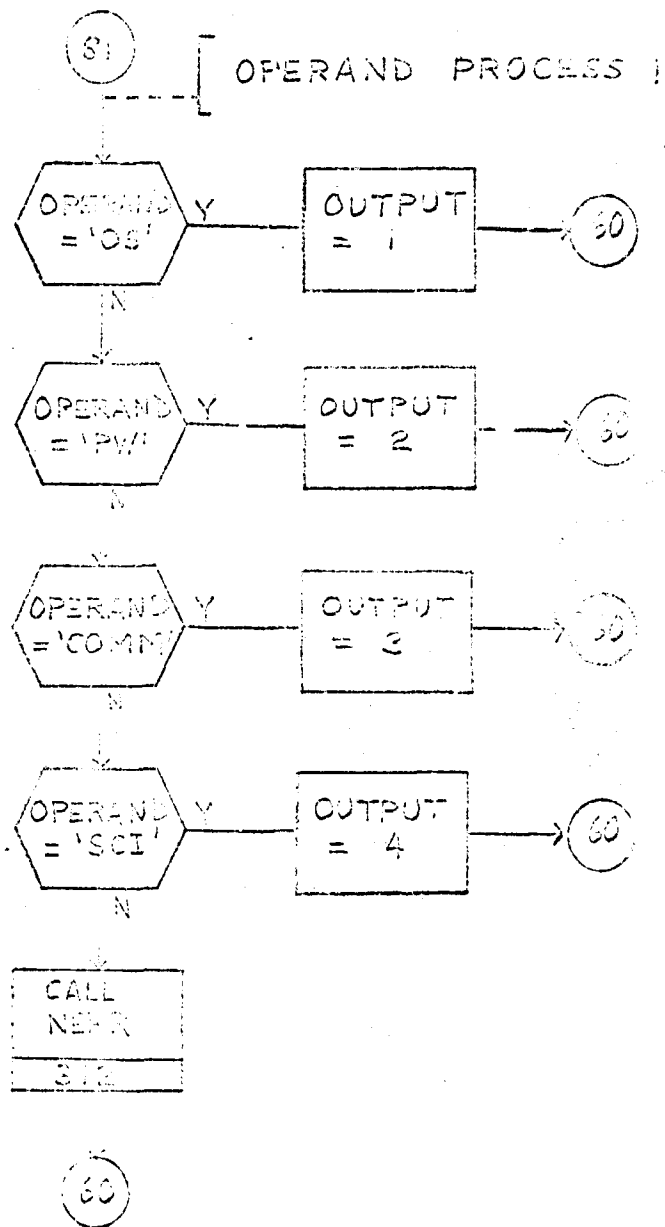 81
OPERAND PROCESS
OPERAND
= 'OS'
Y
OUTPUT
= 1
60
N
OPERAND
= 'PW'
Y
OUTPUT
= 2
60
N
OPERAND
= 'COMM'
Y
OUTPUT
= 3
60
N
OPERAND
= 'SCI'
Y
OUTPUT
= 4
60
N
CALL
60